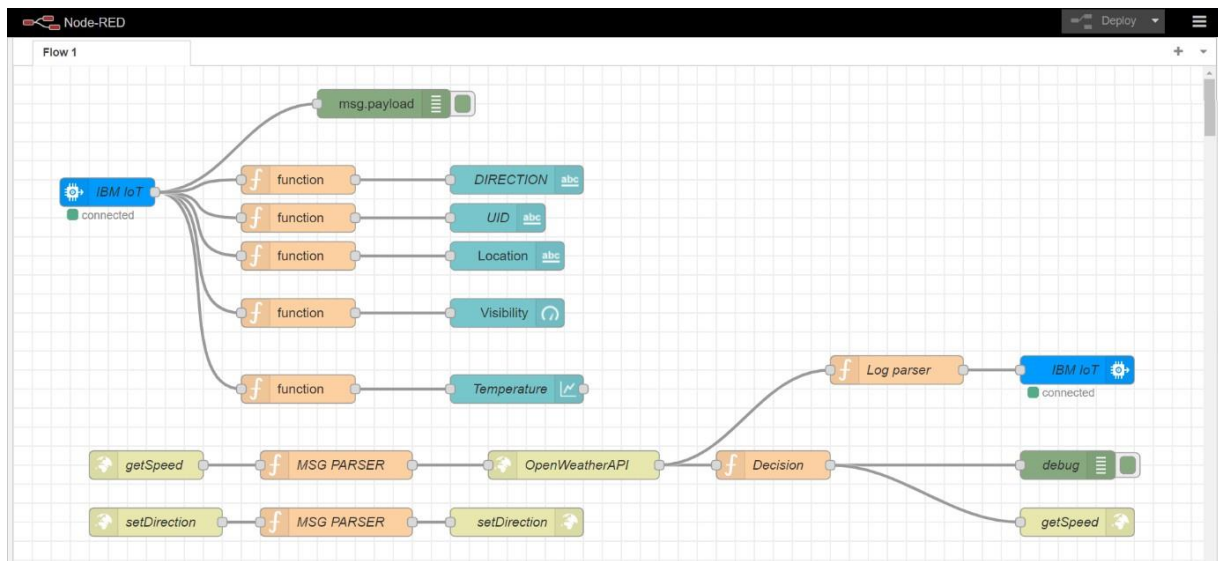 Node-RED
Deploy
Flow 1
msg.payload
IBM IoT
connected
function
DIRECTION abc
function
UID abc
function
Location abc
function
Visibility
function
Temperature
Log parser
IBM IoT
connected
getSpeed
MSG PARSER
OpenWeatherAPI
Decision
debug
setDirection
MSG PARSER
setDirection
getSpeed